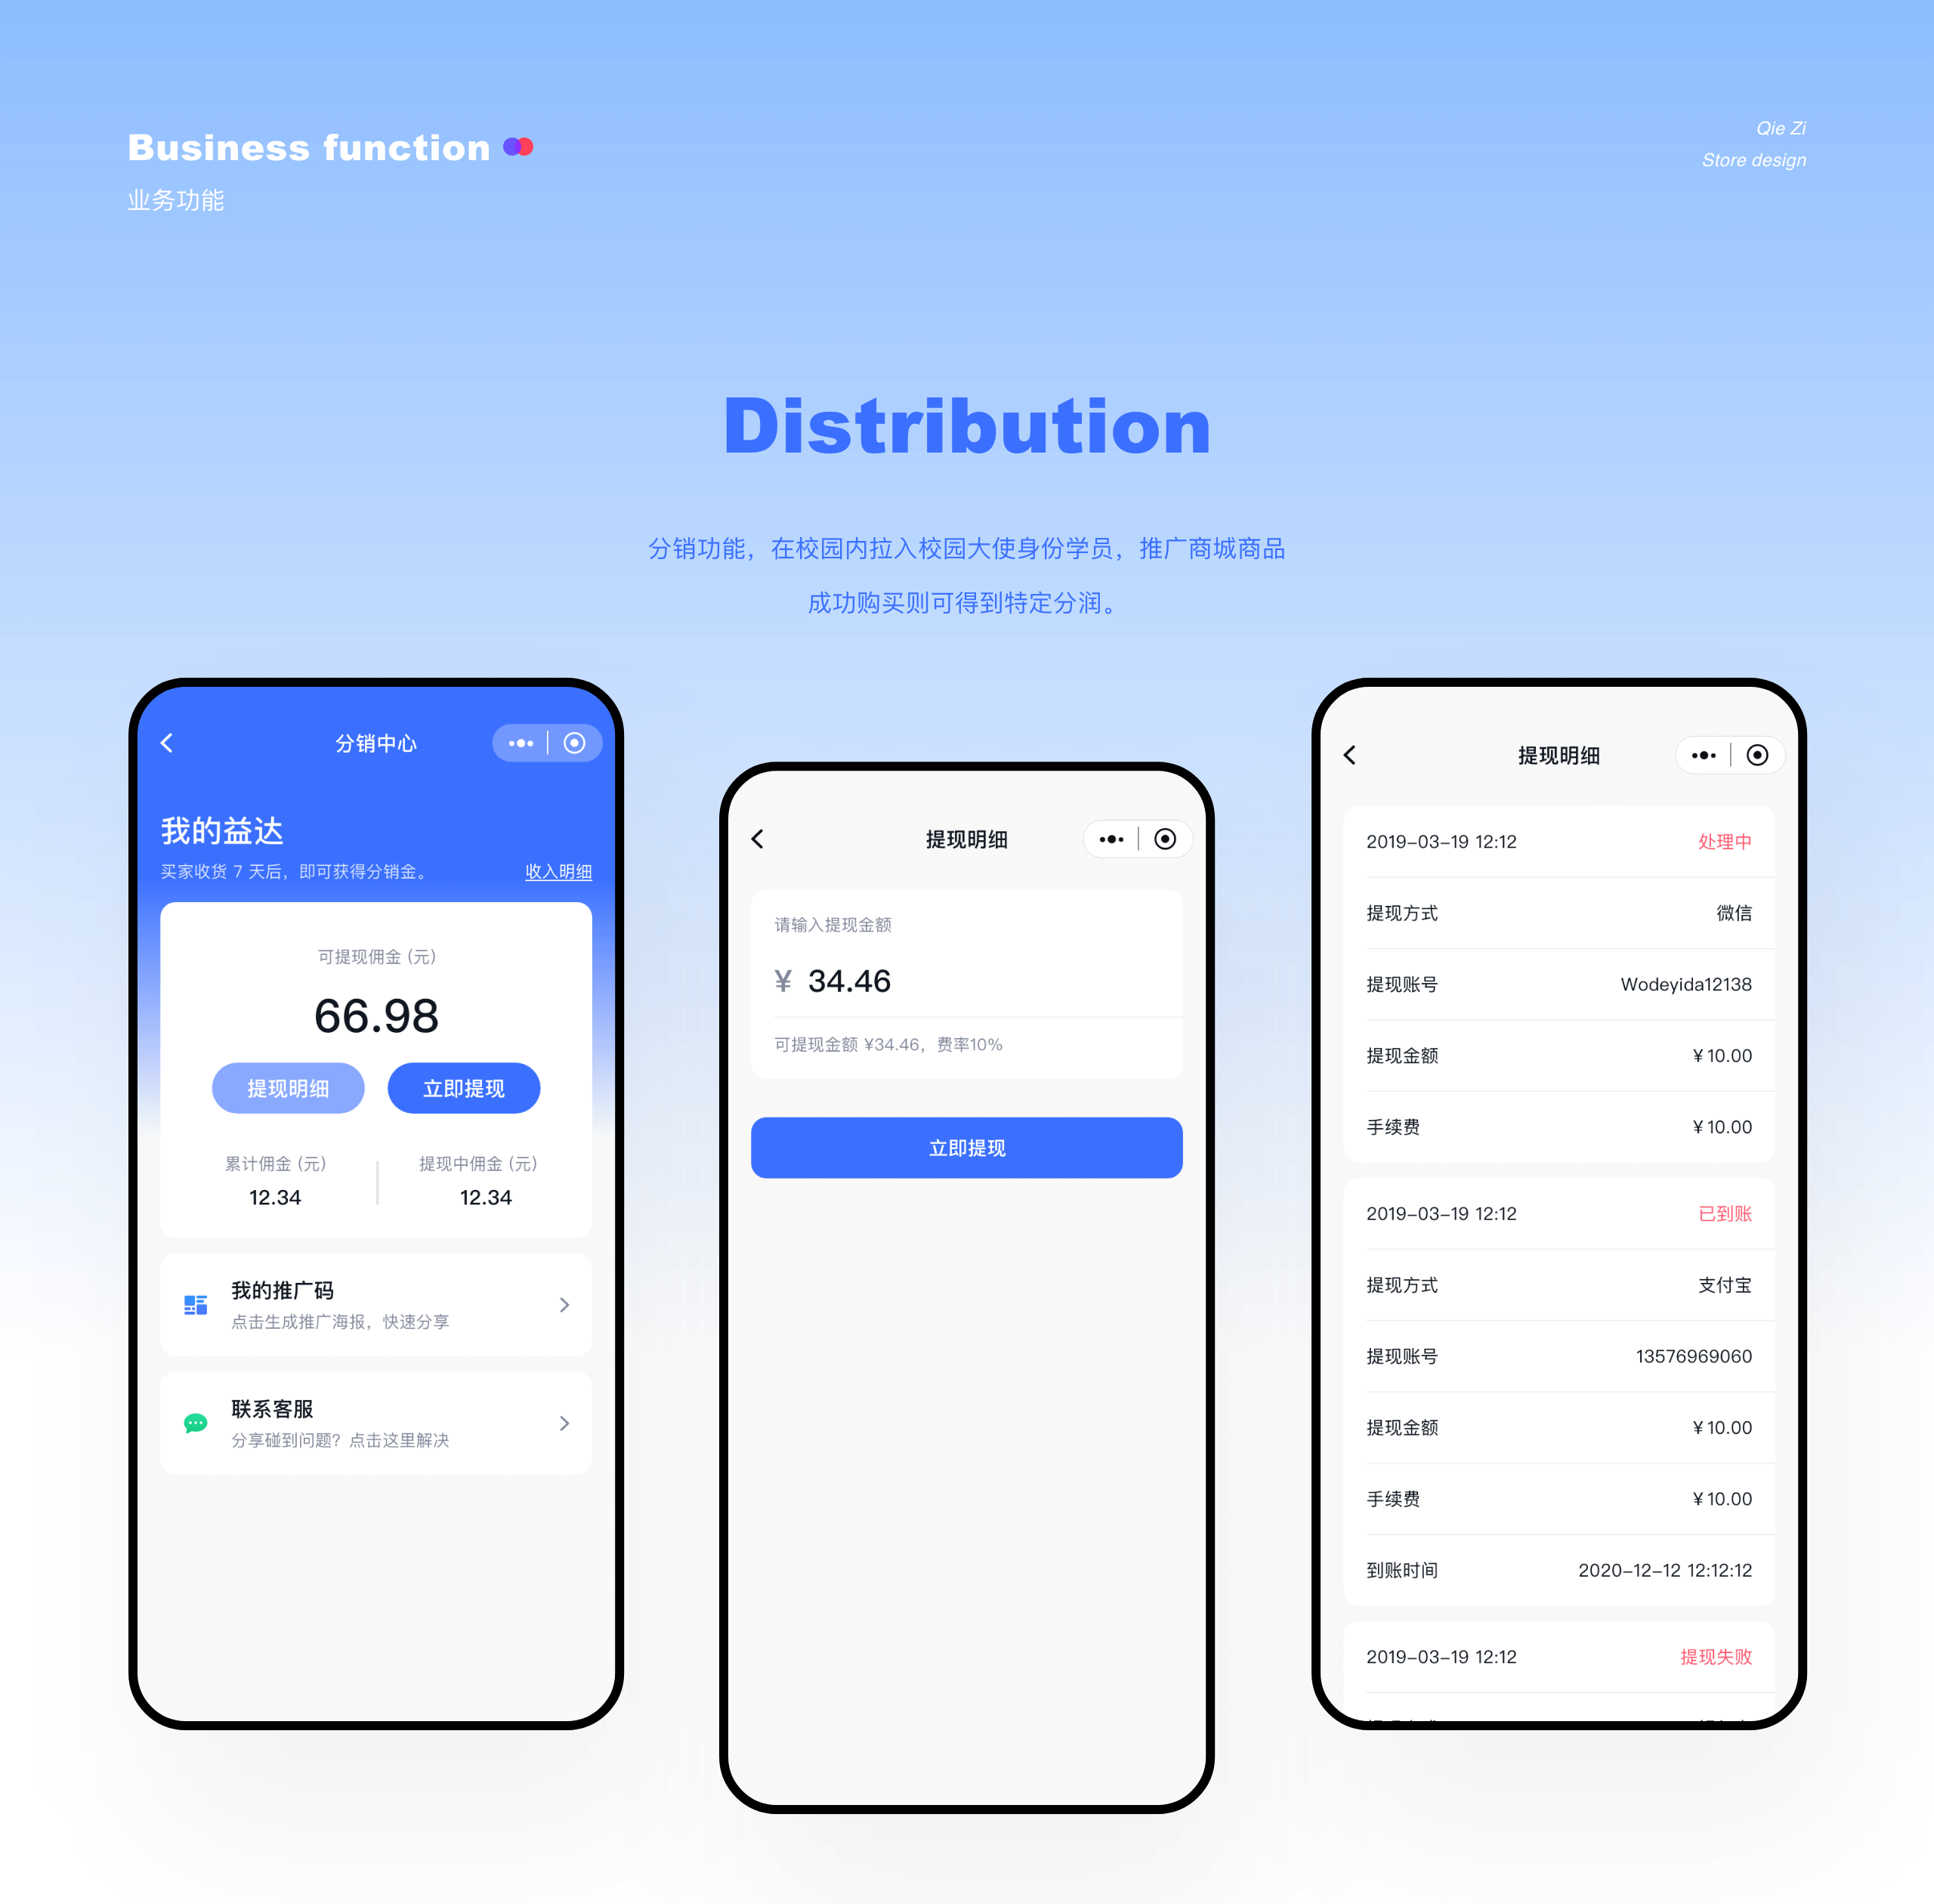 Business function
业务功能
Qie Zi
Store design
Distribution
分销功能，在校园内拉入校园大使身份学员，推广商城商品
成功购买则可得到特定分润。
分销中心
我的益达
买家收货 7 天后，即可获得分销金。
收入明细
可提现佣金 (元)
66.98
提现明细
立即提现
累计佣金 (元)
提现中佣金 (元)
12.34
12.34
我的推广码
点击生成推广海报，快速分享
联系客服
分享碰到问题？点击这里解决
提现明细
请输入提现金额
¥ 34.46
可提现金额 ¥34.46，费率10%
立即提现
提现明细
2019-03-19 12:12 处理中
提现方式 微信
提现账号 Wodeyida12138
提现金额 ¥ 10.00
手续费 ¥ 10.00
2019-03-19 12:12 已到账
提现方式 支付宝
提现账号 13576969060
提现金额 ¥ 10.00
手续费 ¥ 10.00
到账时间 2020-12-12 12:12:12
2019-03-19 12:12 提现失败